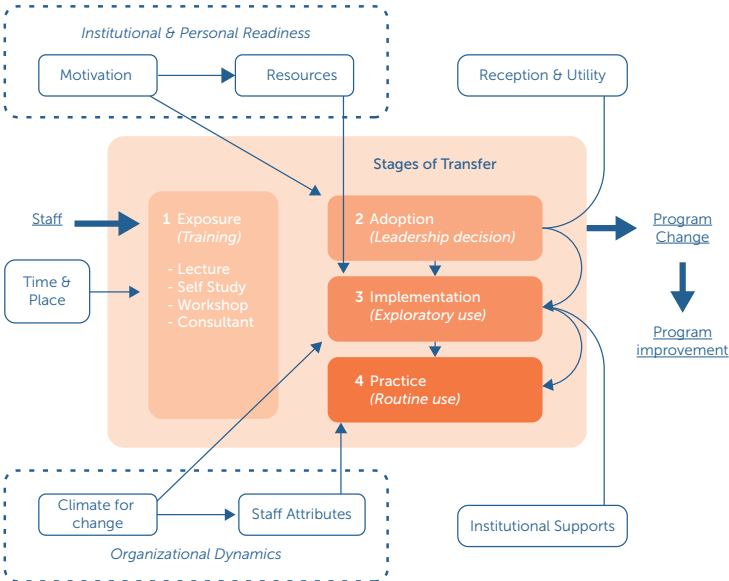 Institutional & Personal Readiness
Motivation
Resources
Reception & Utility
Stages of Transfer
Staff
1 Exposure
(Training)
- Lecture
- Self Study
- Workshop
- Consultant
2 Adoption
(Leadership decision)
Program
Change
Time &
Place
3 Implementation
(Exploratory use)
Program
improvement
4 Practice
(Routine use)
Climate for
change
Staff Attributes
Institutional Supports
Organizational Dynamics